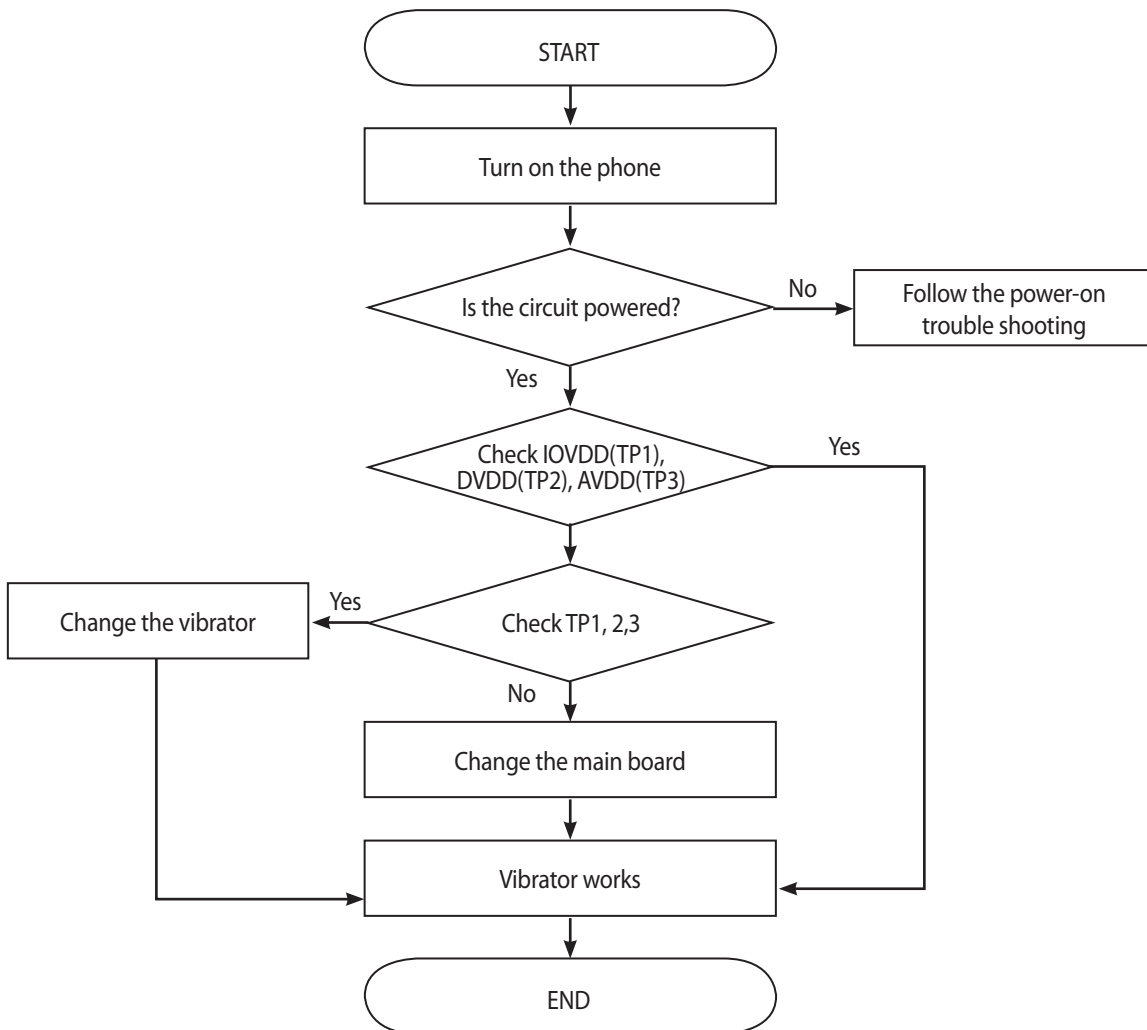 START
Turn on the phone
Is the circuit powered?
No
Follow the power-on
trouble shooting
Yes
Check IOVDD(TP1),
DVDD(TP2), AVDD(TP3)
Yes
Change the vibrator
Yes
Check TP1, 2,3
No
Change the main board
Vibrator works
END